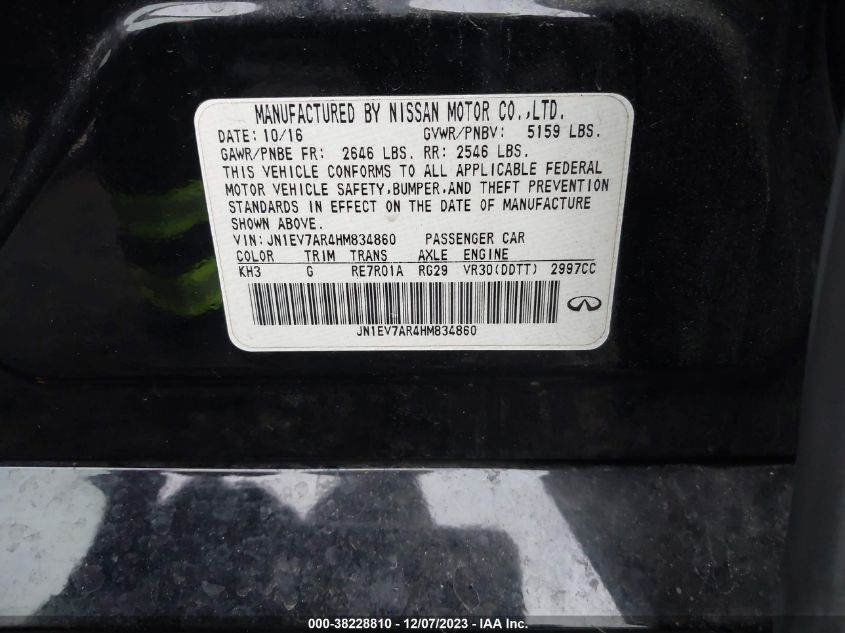 MANUFACTURED BY NISSAN MOTOR CO.,LTD.
DATE: 10/16 GVWR/PNBV: 5159 LBS.
GAWR/PNBE FR: 2646 LBS. RR: 2546 LBS.
THIS VEHICLE CONFORMS TO ALL APPLICABLE FEDERAL
MOTOR VEHICLE SAFETY,BUMPER,AND THEFT PREVENTION
STANDARDS IN EFFECT ON THE DATE OF MANUFACTURE
SHOWN ABOVE.
VIN: JN1EV7AR4HM834860 PASSENGER CAR
COLOR TRIM TRANS AXLE ENGINE
KH3 G RE7R01A RG29 VR30(DDTT) 2997CC
JN1EV7AR4HM834860
000-38228810 - 12/07/2023 - IAA Inc.